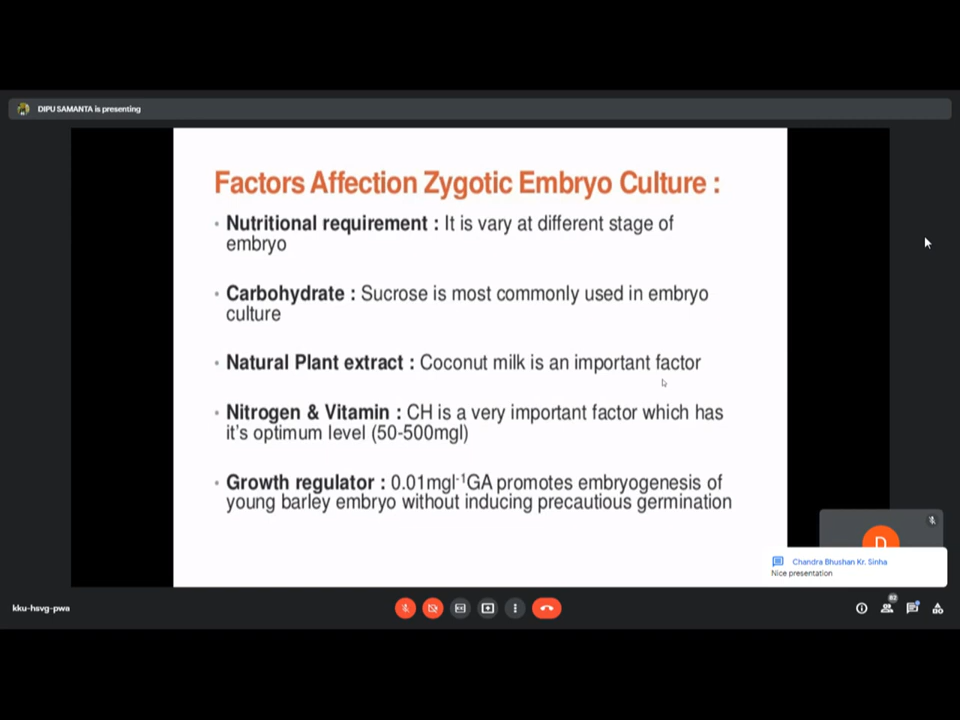 DIPU SAMANTA is presenting
Factors Affection Zygotic Embryo Culture :
• Nutritional requirement : It is vary at different stage of
embryo
• Carbohydrate : Sucrose is most commonly used in embryo
culture
• Natural Plant extract : Coconut milk is an important factor
• Nitrogen & Vitamin : CH is a very important factor which has
it's optimum level (50-500mgl)
• Growth regulator : 0.01mgl⁻¹GA promotes embryogenesis of
young barley embryo without inducing precautious germination
D
Chandra Bhushan Kr. Sinha
Nice presentation
kku-hsvg-pwa
82